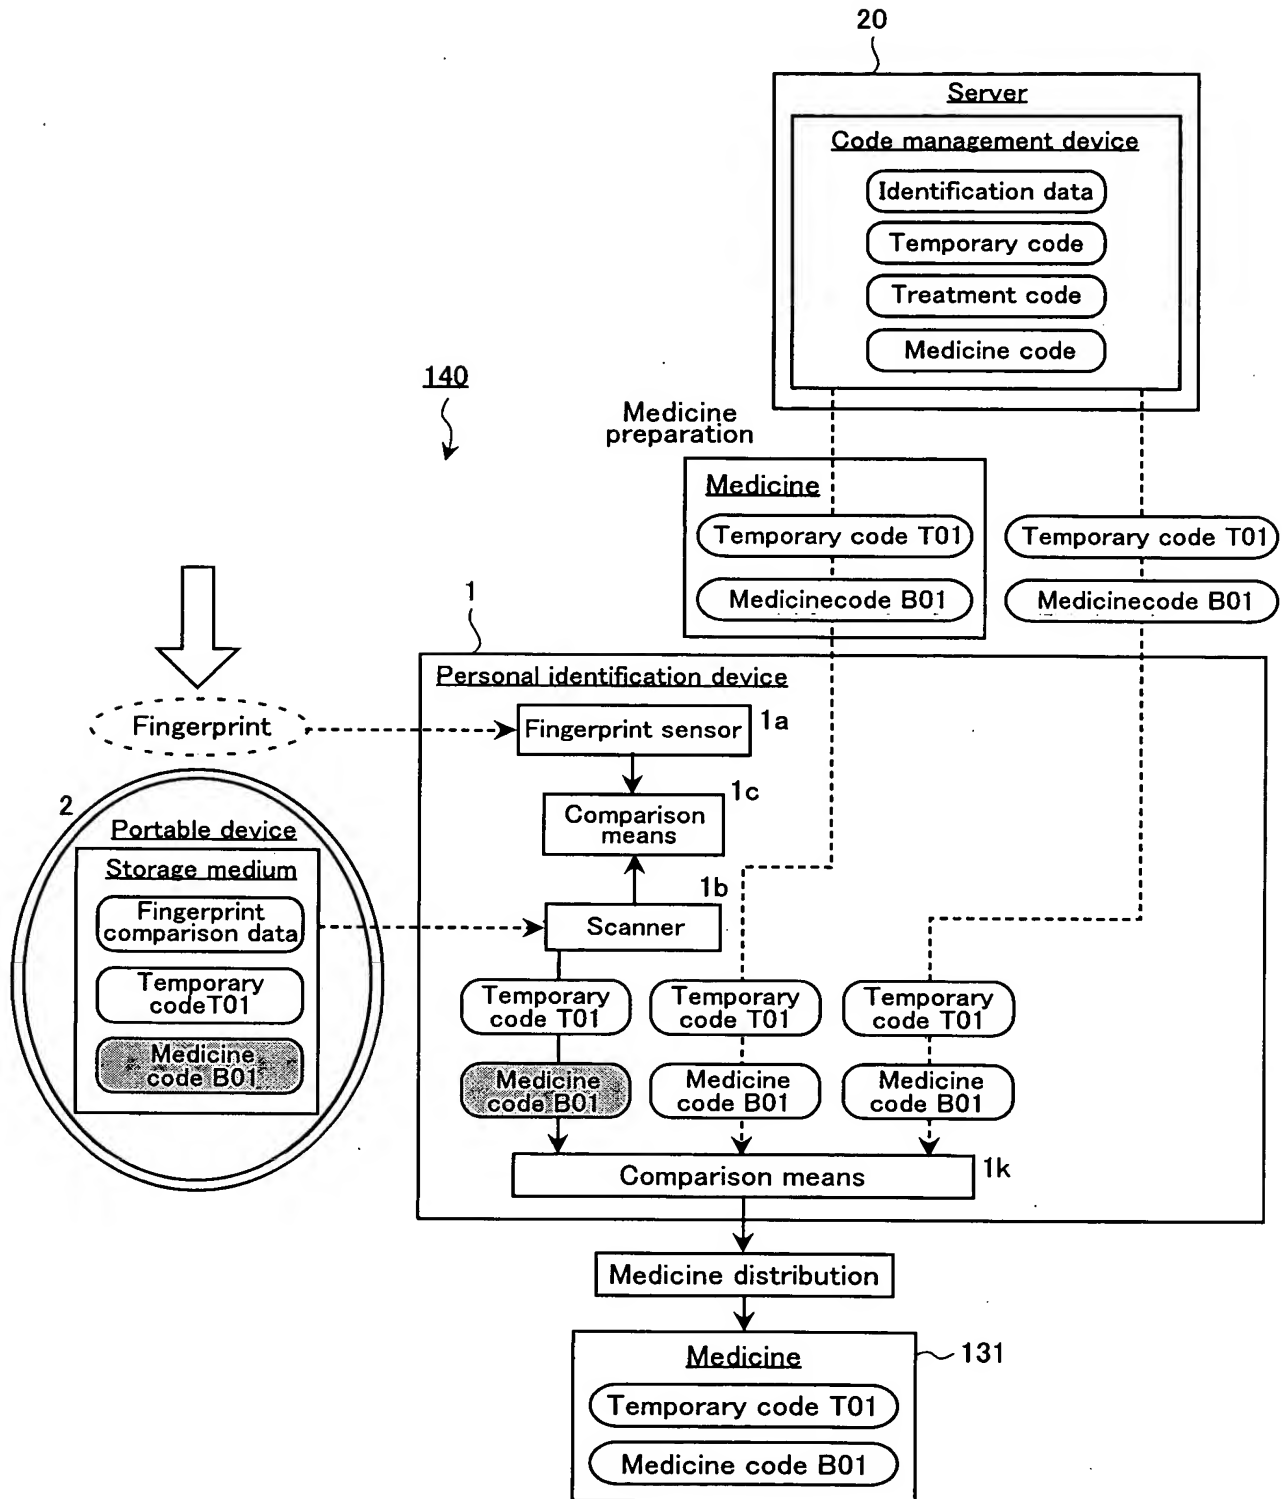 20
Server
Code management device
Identification data
Temporary code
Treatment code
Medicine code
140
Medicine
preparation
Medicine
Temporary code T01
Medicinecode B01
Temporary code T01
Medicinecode B01
1
Personal identification device
Fingerprint
Fingerprint sensor
1a
1c
Comparison
means
2
Portable device
Storage medium
Fingerprint
comparison data
Temporary
codeT01
Medicine
code B01
1b
Scanner
Temporary
code T01
Temporary
code T01
Temporary
code T01
Medicine
code B01
Medicine
code B01
Medicine
code B01
Comparison means
1k
Medicine distribution
Medicine
131
Temporary code T01
Medicine code B01